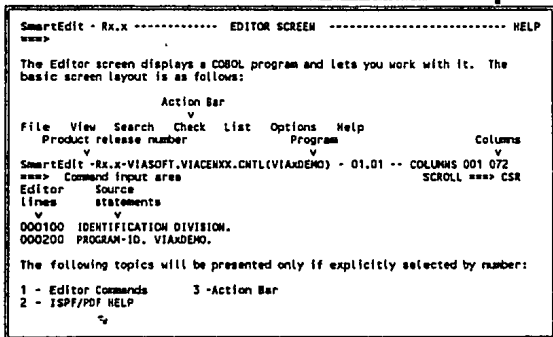 SmartEdit - Rx.x ------------- EDITOR SCREEN --------------------------- HELP
===>
The Editor screen displays a COBOL program and lets you work with it. The
basic screen layout is as follows:
Action Bar
v
File View Search Check List Options Help
Product release number Program Columns
v v v
SmartEdit -Rx.x-VIASOFT.VIACENXX.CNTL(VIAxDEMO) - 01.01 -- COLUMNS 001 072
===> Command input area SCROLL ===> CSR
Editor Source
lines statements
v v
000100 IDENTIFICATION DIVISION.
000200 PROGRAM-ID. VIAxDEMO.
The following topics will be presented only if explicitly selected by number:
1 - Editor Commands 3 -Action Bar
2 - ISPF/PDF HELP